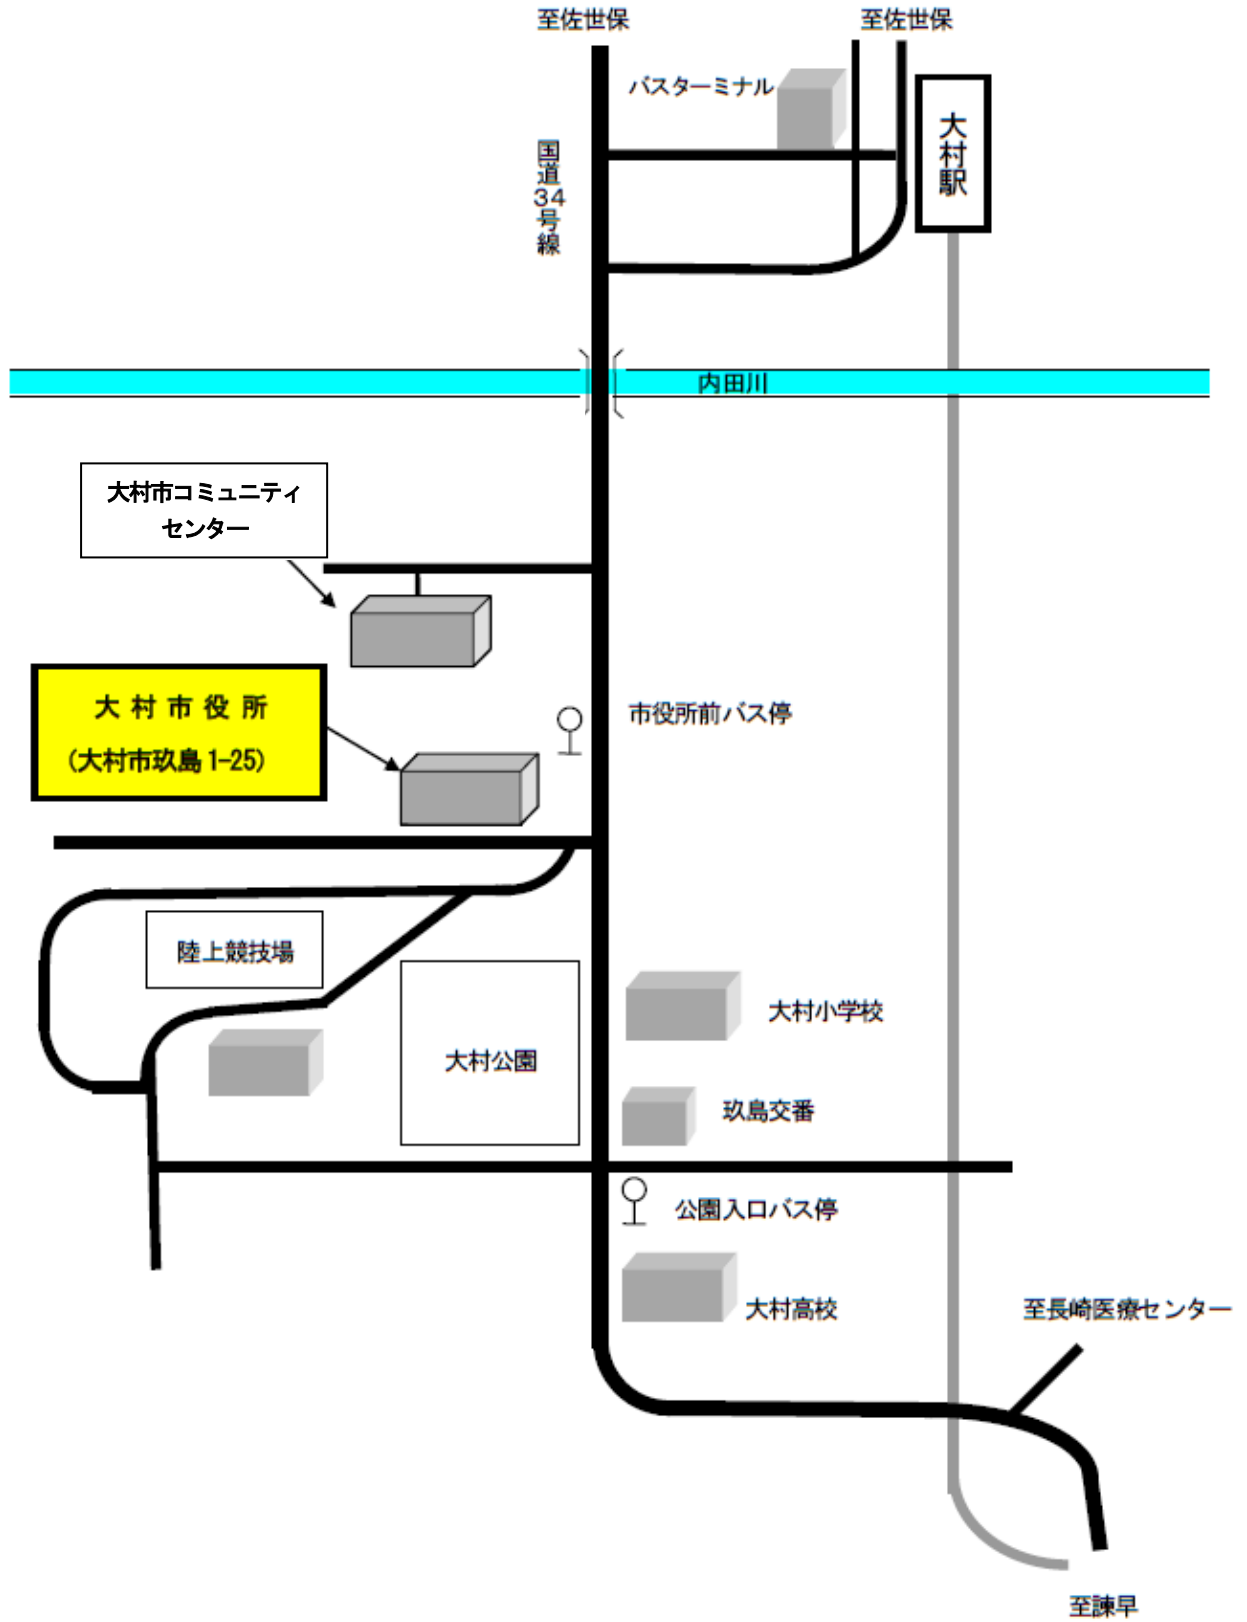 至佐世保
至佐世保
バスターミナル
大村駅
国道34号線
内田川
大村市コミュニティ
センター
大村市役所
(大村市玖島1-25)
市役所前バス停
陸上競技場
大村公園
大村小学校
玖島交番
公園入口バス停
大村高校
至長崎医療センター
至諫早